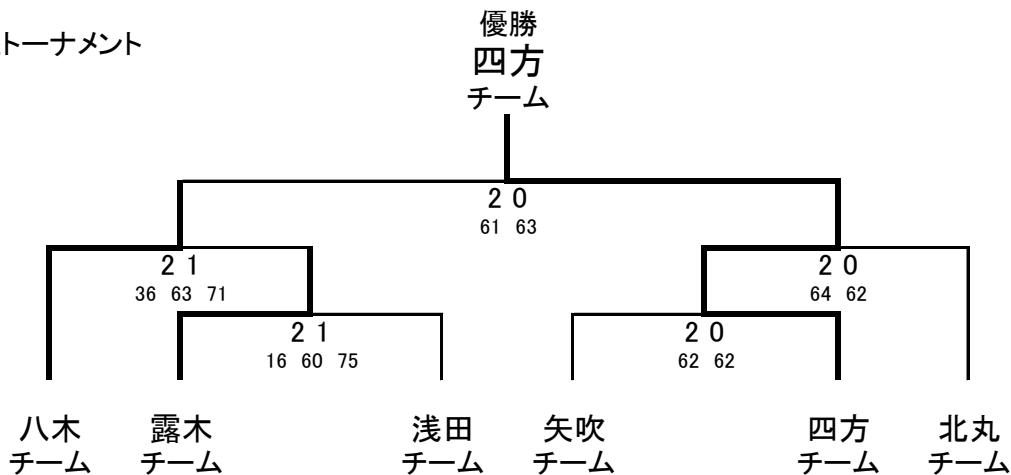 優勝
トーナメント
四方
チーム
2 0
61 63
2 1
2 0
36 63 71
64 62
2 1
2 0
16 60 75
62 62
八木 露木 浅田 矢吹 四方 北丸
チーム チーム チーム チーム チーム チーム